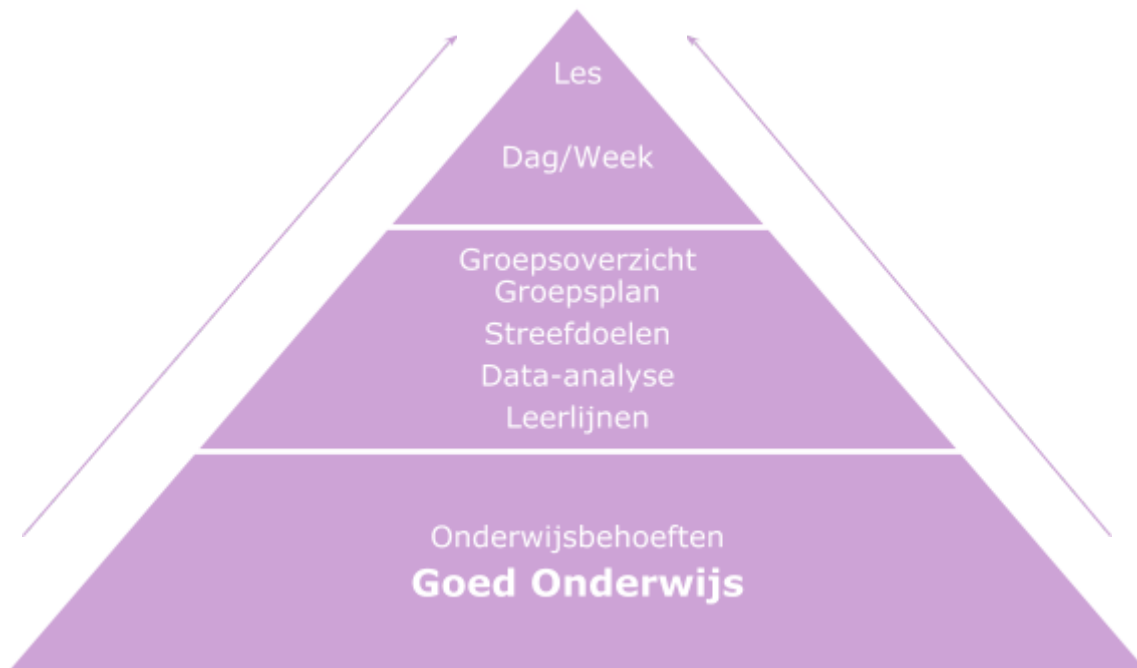 Les
Dag/Week
Groepsoverzicht
Groepsplan
Streefdoelen
Data-analyse
Leerlijnen
Onderwijsbehoeften
Goed Onderwijs